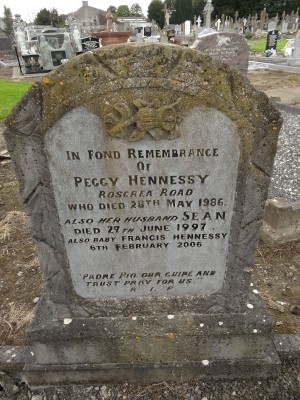 IN FOND REMEMBRANCE
OF
PEGGY HENNESSY
ROSCREA ROAD
WHO DIED 28TH MAY 1986.
ALSO HER HUSBAND SEAN
DIED 29TH JUNE 1997
ALSO BABY FRANCIS HENNESSY
6TH FEBRUARY 2006
"PADRE PIO OUR GUIDE AND
TRUST PRAY FOR US"
R.I.P